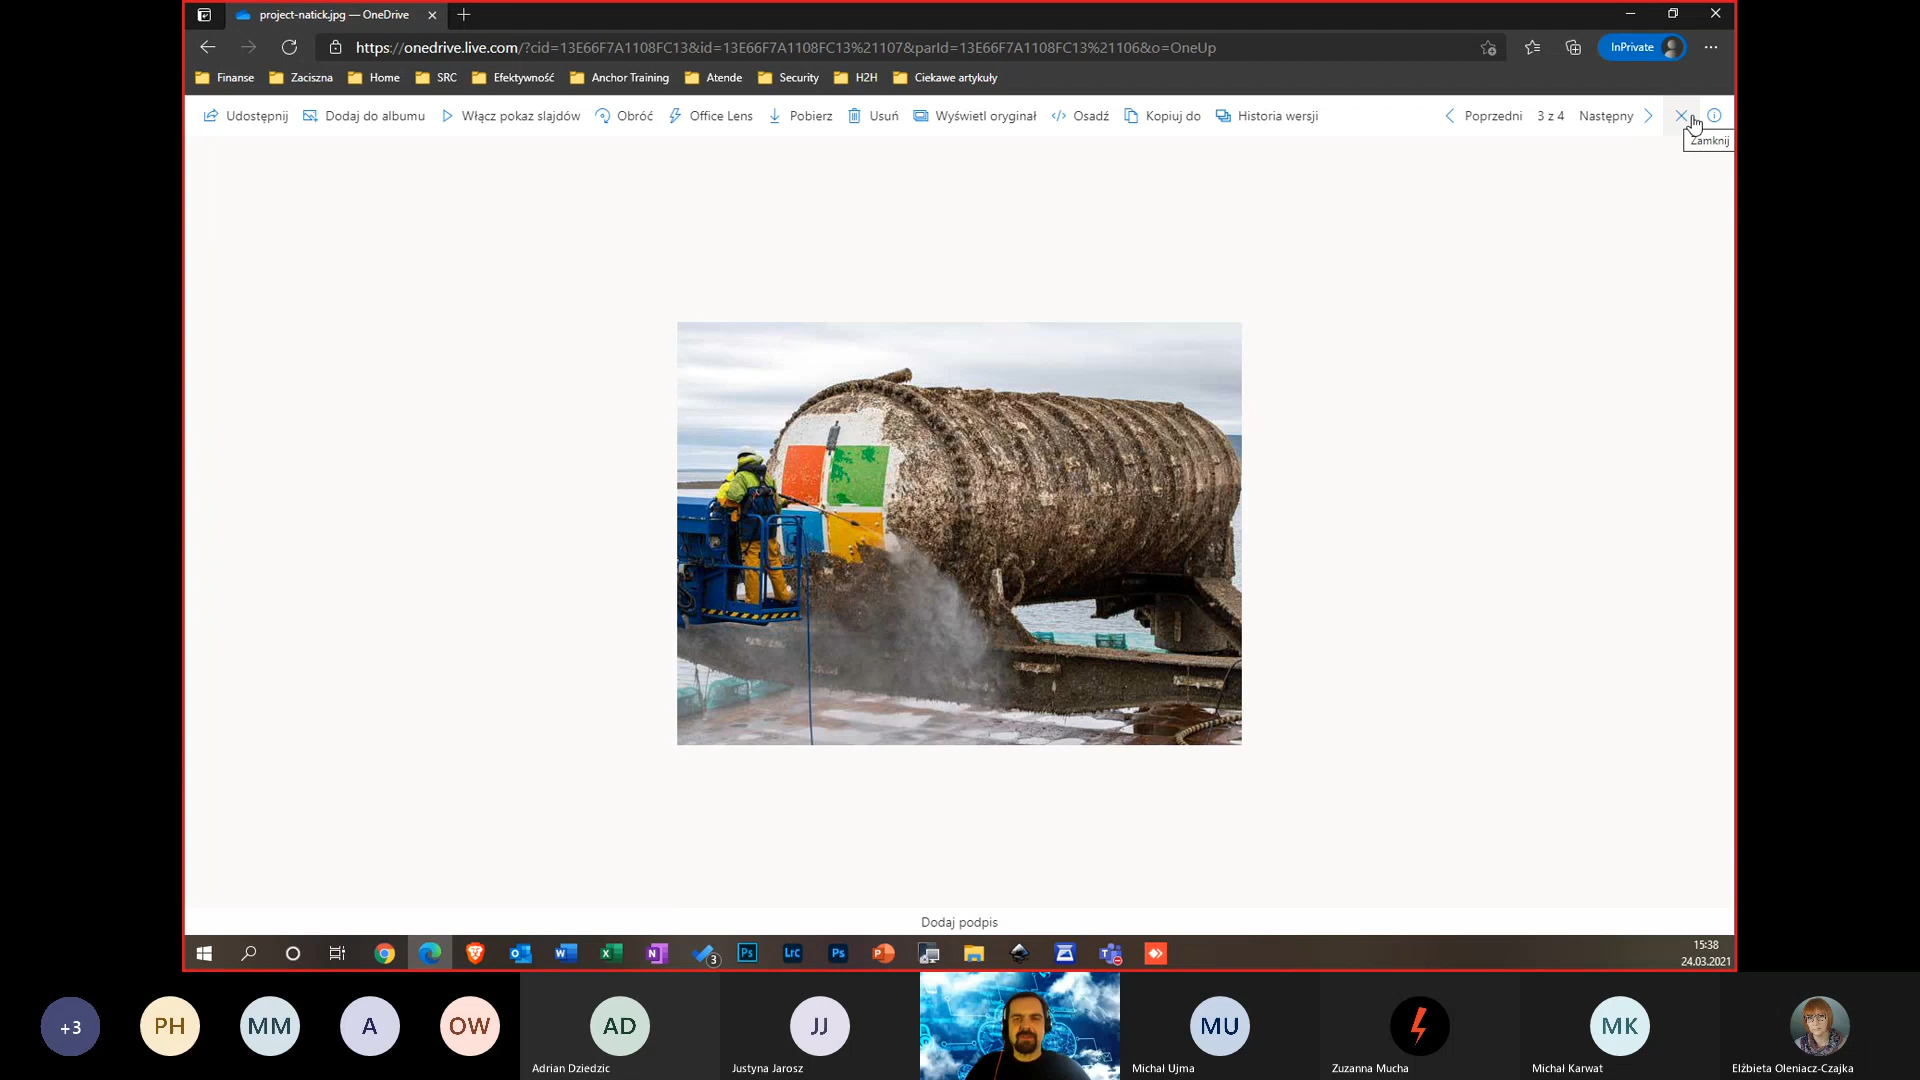 project-natick.jpg — OneDrive
https://onedrive.live.com/?cid=13E66F7A1108FC13&id=13E66F7A1108FC13%21107&parId=13E66F7A1108FC13%21106&o=OneUp
InPrivate
Finanse Zaciszna Home SRC Efektywność Anchor Training Atende Security H2H Ciekawe artykuły
Udostępnij Dodaj do albumu Włącz pokaz slajdów Obróć Office Lens Pobierz Usuń Wyświetl oryginał Osadź Kopiuj do Historia wersji Poprzedni 3 z 4 Następny
Zamknij
Dodaj podpis
3
15:38
24.03.2021
+3 PH MM A OW AD JJ MU MK
Adrian Dziedzic Justyna Jarosz Michał Ujma Zuzanna Mucha Michał Karwat Elżbieta Oleniacz-Czajka